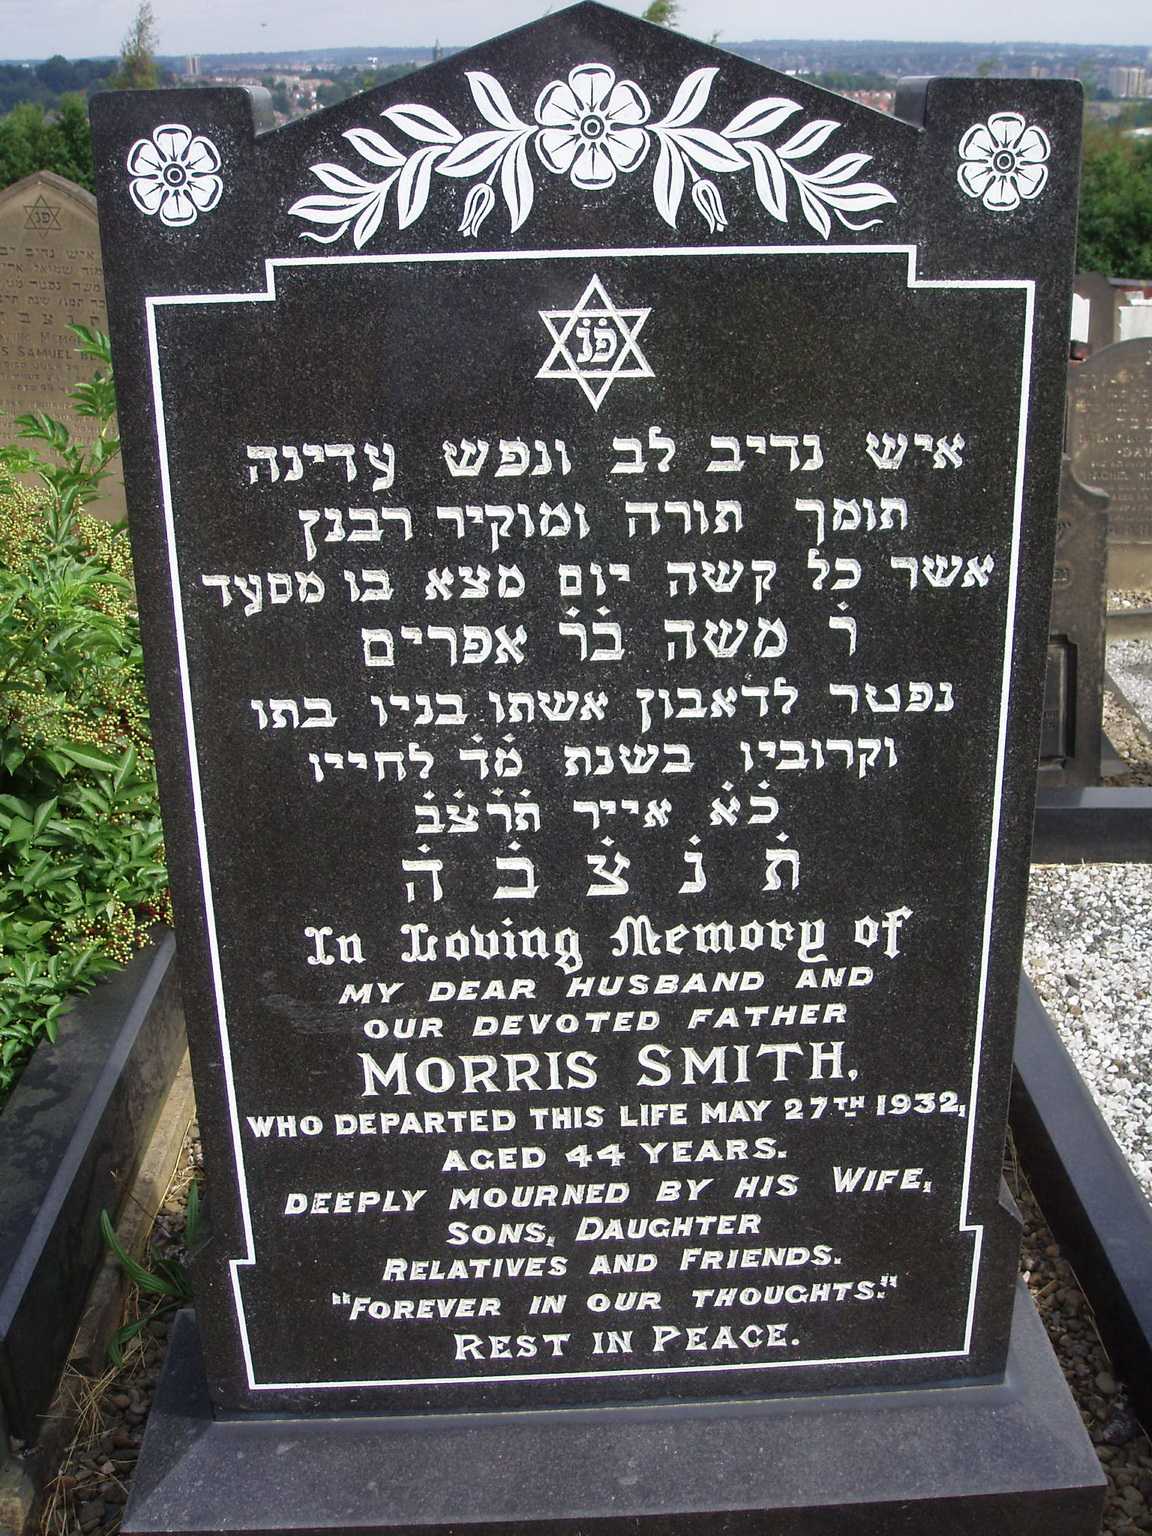 פ̇נ̇
איש נדיב לב ונפש עדינה
תומך תורה ומוקיר רבנן
אשר כל קשה יום מצא בו מסעד
ר̇ משה ב̇ר̇ אפרים
נפטר לדאבון אשתו בניו בתו
וקרוביו בשנת מ̇ד̇ לחייו
כ̇א̇ אייר ת̇ר̇צ̇ב̇
ת̇ נ̇ צ̇ ב̇ ה̇
In Loving Memory of
MY DEAR HUSBAND AND
OUR DEVOTED FATHER
MORRIS SMITH,
WHO DEPARTED THIS LIFE MAY 27TH 1932,
AGED 44 YEARS.
DEEPLY MOURNED BY HIS WIFE,
SONS, DAUGHTER
RELATIVES AND FRIENDS.
"FOREVER IN OUR THOUGHTS."
REST IN PEACE.